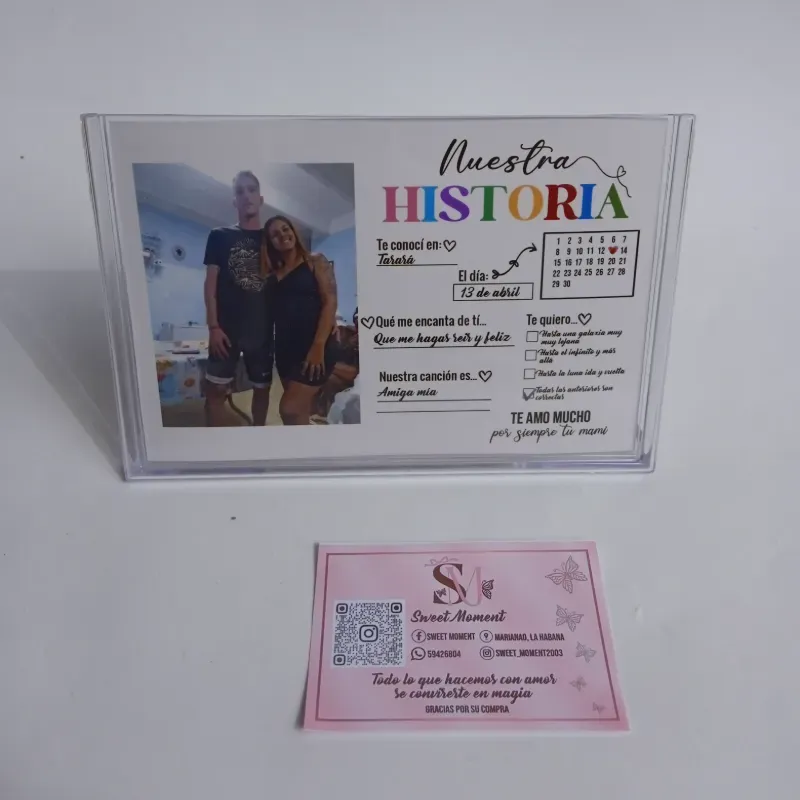 Nuestra
HISTORIA
Te conocí en:
Tarará
El día:
13 de abril
1 2 3 4 5 6 7
8 9 10 11 12 14
15 16 17 18 19 20 21
22 23 24 25 26 27 28
29 30
Qué me encanta de tí...
Que me hagas reír y feliz
Te quiero...
Hasta una galaxia muy
muy lejana
Hasta el infinito y más
allá
Hasta la luna ida y vuelta
Todas las anteriores son
correctas
Nuestra canción es...
Amiga mía
TE AMO MUCHO
por siempre tu mami
SM
Sweet Moment
SWEET MOMENT MARIANAO, LA HABANA
59426804 SWEET_MOMENT2003
Todo lo que hacemos con amor
se convirerte en magia
GRACIAS POR SU COMPRA